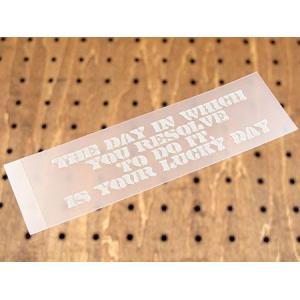 THE DAY IN WHICH
YOU RESOLVE
TO DO IT,
IS YOUR LUCKY DAY